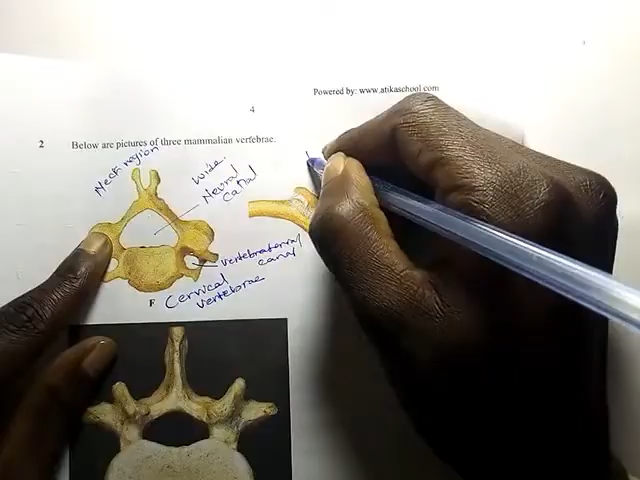 Powered by: www.atikaschool.com
4
2 Below are pictures of three mammalian vertebrae.
Neck region
wide
Neural
canal
vertebraterial
canal
F
Cervical
vertebrae